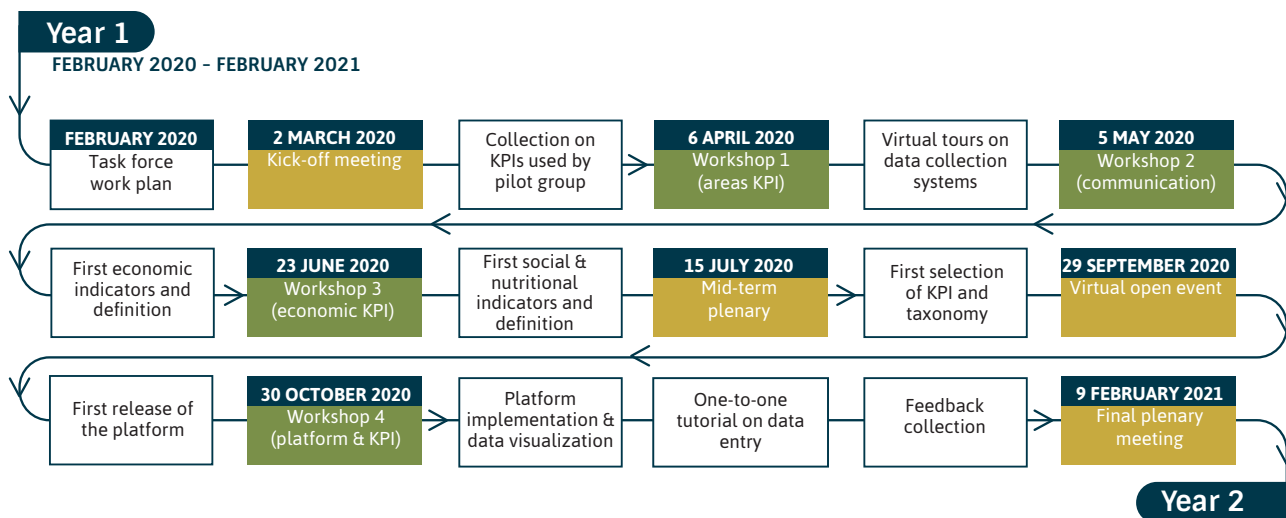 Year 1
FEBRUARY 2020 – FEBRUARY 2021
FEBRUARY 2020
Task force
work plan
2 MARCH 2020
Kick-off meeting
Collection on
KPIs used by
pilot group
6 APRIL 2020
Workshop 1
(areas KPI)
Virtual tours on
data collection
systems
5 MAY 2020
Workshop 2
(communication)
First economic
indicators and
definition
23 JUNE 2020
Workshop 3
(economic KPI)
First social &
nutritional
indicators and
definition
15 JULY 2020
Mid-term
plenary
First selection
of KPI and
taxonomy
29 SEPTEMBER 2020
Virtual open event
First release of
the platform
30 OCTOBER 2020
Workshop 4
(platform & KPI)
Platform
implementation &
data visualization
One-to-one
tutorial on data
entry
Feedback
collection
9 FEBRUARY 2021
Final plenary
meeting
Year 2